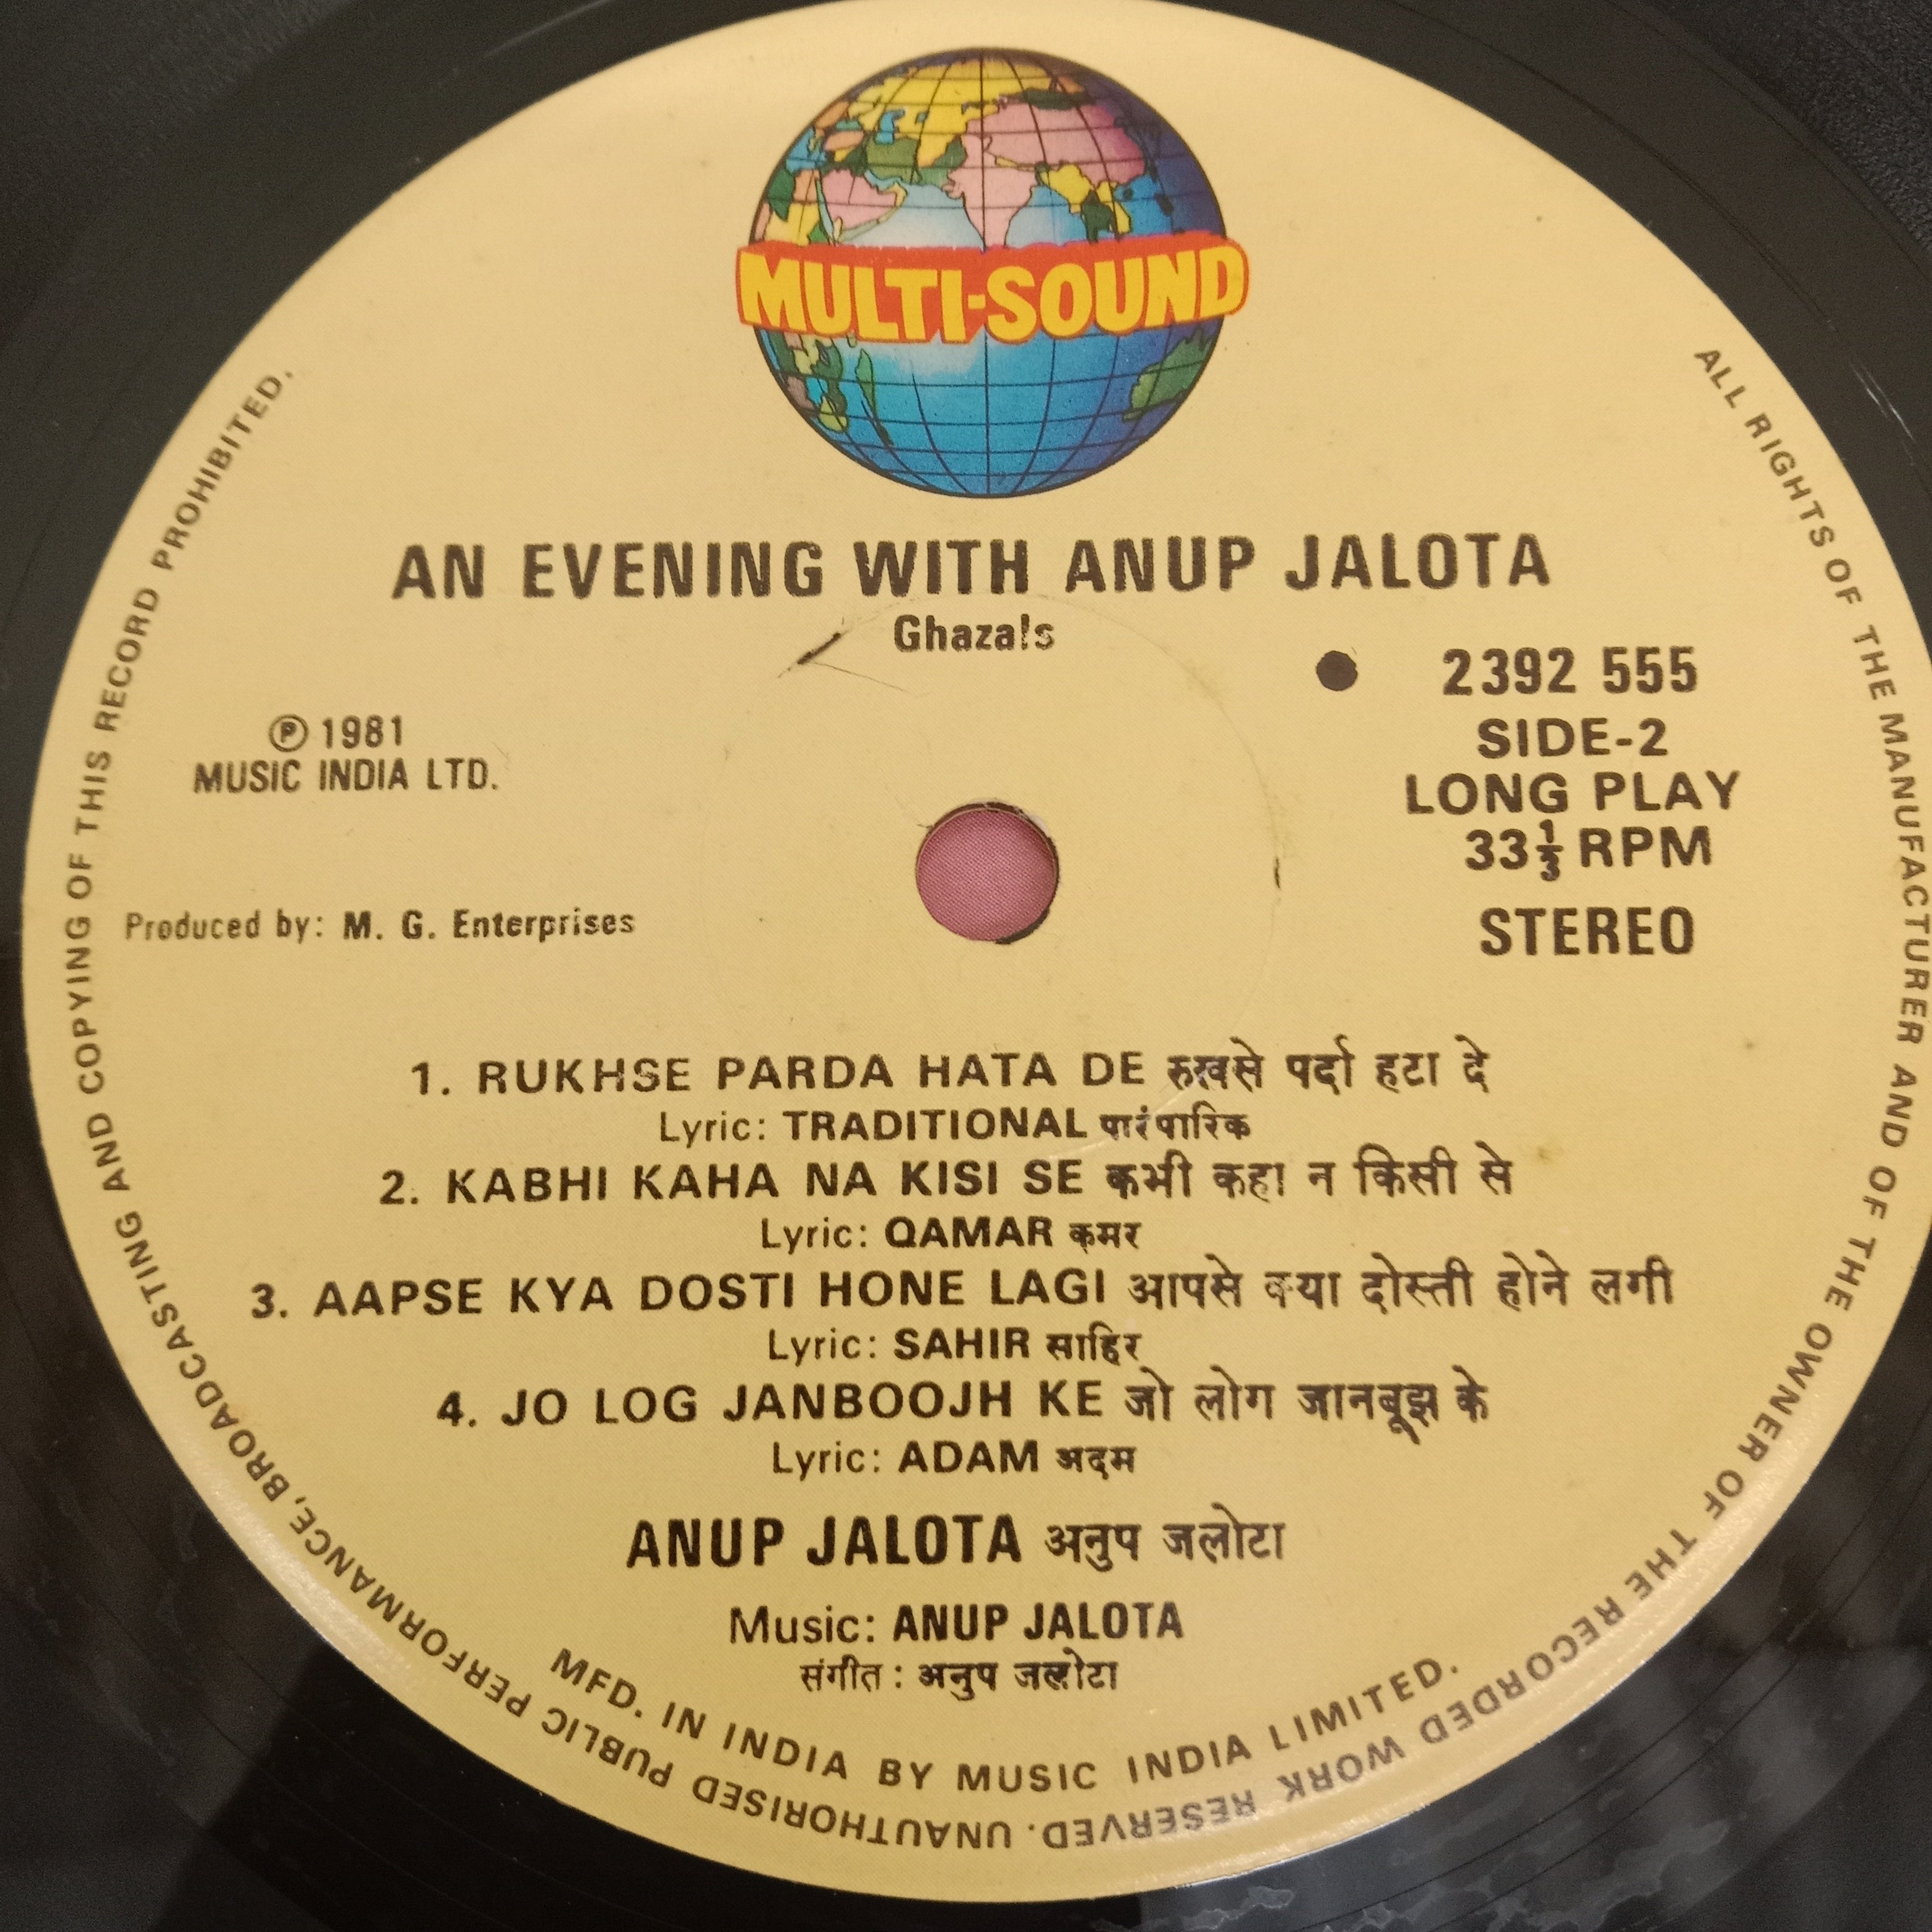 MULTI-SOUND
AN EVENING WITH ANUP JALOTA
Ghazals
℗ 1981
MUSIC INDIA LTD.
Produced by: M. G. Enterprises
2392 555
SIDE-2
LONG PLAY
33⅓ RPM
STEREO
1. RUKHSE PARDA HATA DE रुखसे पर्दा हटा दे
Lyric: TRADITIONAL पारंपारिक
2. KABHI KAHA NA KISI SE कभी कहा न किसी से
Lyric: QAMAR कमर
3. AAPSE KYA DOSTI HONE LAGI आपसे क्या दोस्ती होने लगी
Lyric: SAHIR साहिर
4. JO LOG JANBOOJH KE जो लोग जानबूझ के
Lyric: ADAM अदम
ANUP JALOTA अनुप जलोटा
Music: ANUP JALOTA
संगीत : अनुप जलोटा
MFD. IN INDIA BY MUSIC INDIA LIMITED.
ALL RIGHTS OF THE MANUFACTURER AND OF THE OWNER OF THE RECORDED WORK RESERVED. UNAUTHORISED PUBLIC PERFORMANCE, BROADCASTING AND COPYING OF THIS RECORD PROHIBITED.